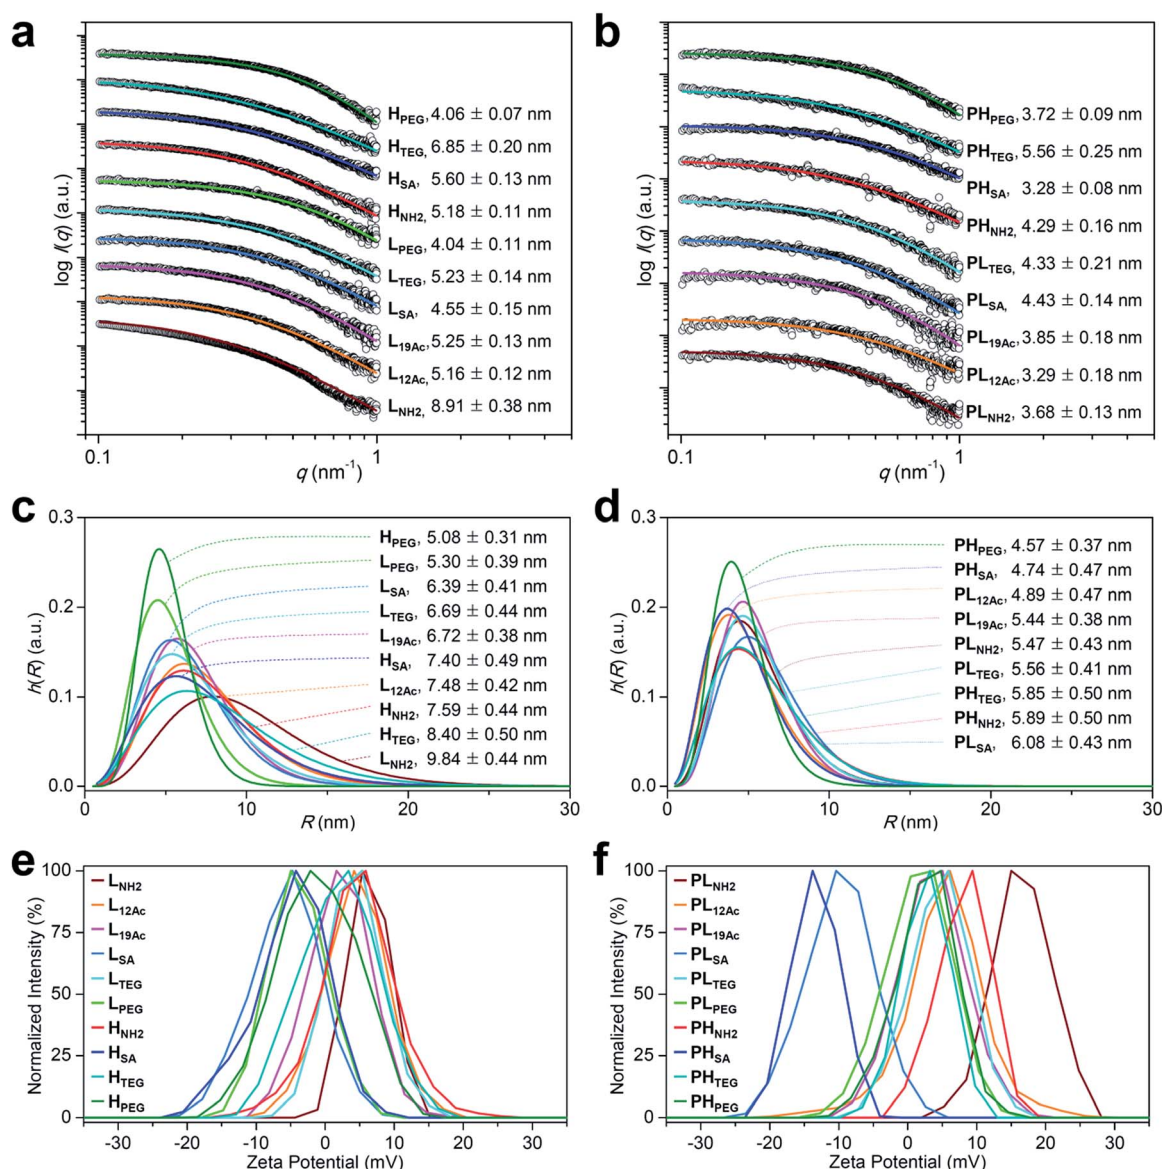 a
log I(q) (a.u.)
H_PEG, 4.06 ± 0.07 nm
H_TEG, 6.85 ± 0.20 nm
H_SA, 5.60 ± 0.13 nm
H_NH2, 5.18 ± 0.11 nm
L_PEG, 4.04 ± 0.11 nm
L_TEG, 5.23 ± 0.14 nm
L_SA, 4.55 ± 0.15 nm
L_19Ac, 5.25 ± 0.13 nm
L_12Ac, 5.16 ± 0.12 nm
L_NH2, 8.91 ± 0.38 nm
0.1 1
q (nm⁻¹)
b
log I(q) (a.u.)
PH_PEG, 3.72 ± 0.09 nm
PH_TEG, 5.56 ± 0.25 nm
PH_SA, 3.28 ± 0.08 nm
PH_NH2, 4.29 ± 0.16 nm
PL_TEG, 4.33 ± 0.21 nm
PL_SA, 4.43 ± 0.14 nm
PL_19Ac, 3.85 ± 0.18 nm
PL_12Ac, 3.29 ± 0.18 nm
PL_NH2, 3.68 ± 0.13 nm
0.1 1
q (nm⁻¹)
c
h(R) (a.u.)
0.3
0.2
0.1
0.0
H_PEG, 5.08 ± 0.31 nm
L_PEG, 5.30 ± 0.39 nm
L_SA, 6.39 ± 0.41 nm
L_TEG, 6.69 ± 0.44 nm
L_19Ac, 6.72 ± 0.38 nm
H_SA, 7.40 ± 0.49 nm
L_12Ac, 7.48 ± 0.42 nm
H_NH2, 7.59 ± 0.44 nm
H_TEG, 8.40 ± 0.50 nm
L_NH2, 9.84 ± 0.44 nm
0 10 20 30
R (nm)
d
h(R) (a.u.)
0.3
0.2
0.1
0.0
PH_PEG, 4.57 ± 0.37 nm
PH_SA, 4.74 ± 0.47 nm
PL_12Ac, 4.89 ± 0.47 nm
PL_19Ac, 5.44 ± 0.38 nm
PL_NH2, 5.47 ± 0.43 nm
PL_TEG, 5.56 ± 0.41 nm
PH_TEG, 5.85 ± 0.50 nm
PH_NH2, 5.89 ± 0.50 nm
PL_SA, 6.08 ± 0.43 nm
0 10 20 30
R (nm)
e
Normalized Intensity (%)
100
75
50
25
0
L_NH2
L_12Ac
L_19Ac
L_SA
L_TEG
L_PEG
H_NH2
H_SA
H_TEG
H_PEG
-30 -20 -10 0 10 20 30
Zeta Potential (mV)
f
Normalized Intensity (%)
100
75
50
25
0
PL_NH2
PL_12Ac
PL_19Ac
PL_SA
PL_TEG
PL_PEG
PH_NH2
PH_SA
PH_TEG
PH_PEG
-30 -20 -10 0 10 20 30
Zeta Potential (mV)